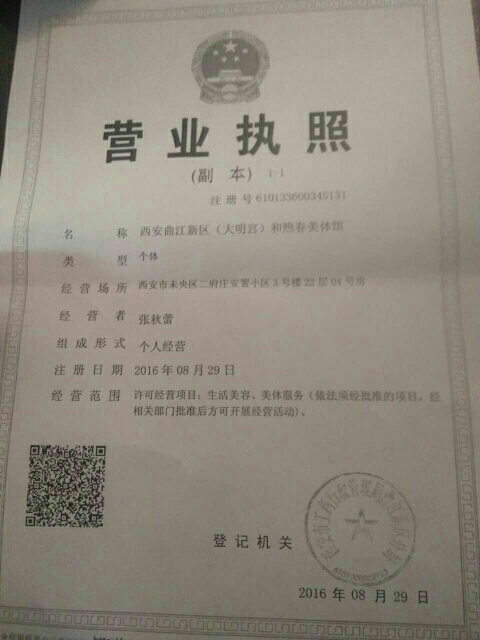 营业执照
(副 本) 1-1
注册号 610133600345131
名 称 西安曲江新区（大明宫）和煦春美体馆
类 型 个体
经营场所 西安市未央区二府庄安置小区3号楼22层04号房
经营者 张秋蕾
组成形式 个人经营
注册日期 2016年08月29日
经营范围 许可经营项目：生活美容、美体服务（依法须经批准的项目，经
相关部门批准后方可开展经营活动)。
登记机关
2016 年 08 月 29 日